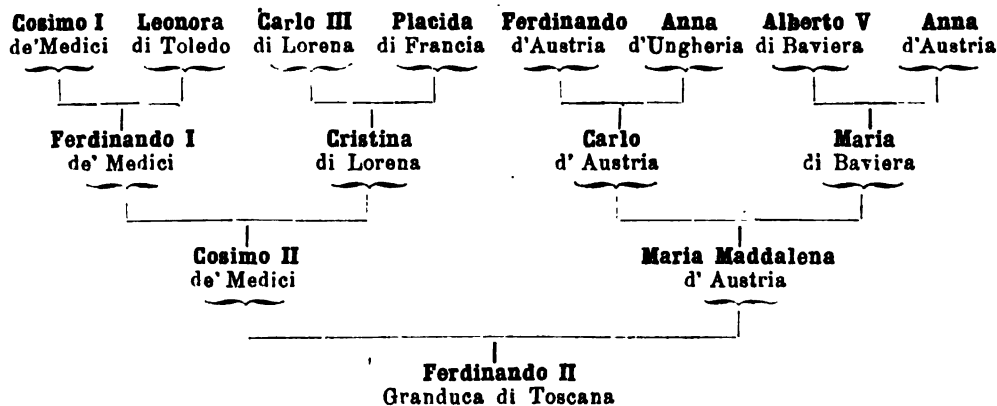 Cosimo I Leonora Carlo III Placida Ferdinando Anna Alberto V Anna
de'Medici di Toledo di Lorena di Francia d'Austria d'Ungheria di Baviera d'Austria
Ferdinando I Cristina Carlo Maria
de' Medici di Lorena d' Austria di Baviera
Cosimo II Maria Maddalena
de' Medici d' Austria
Ferdinando II
Granduca di Toscana